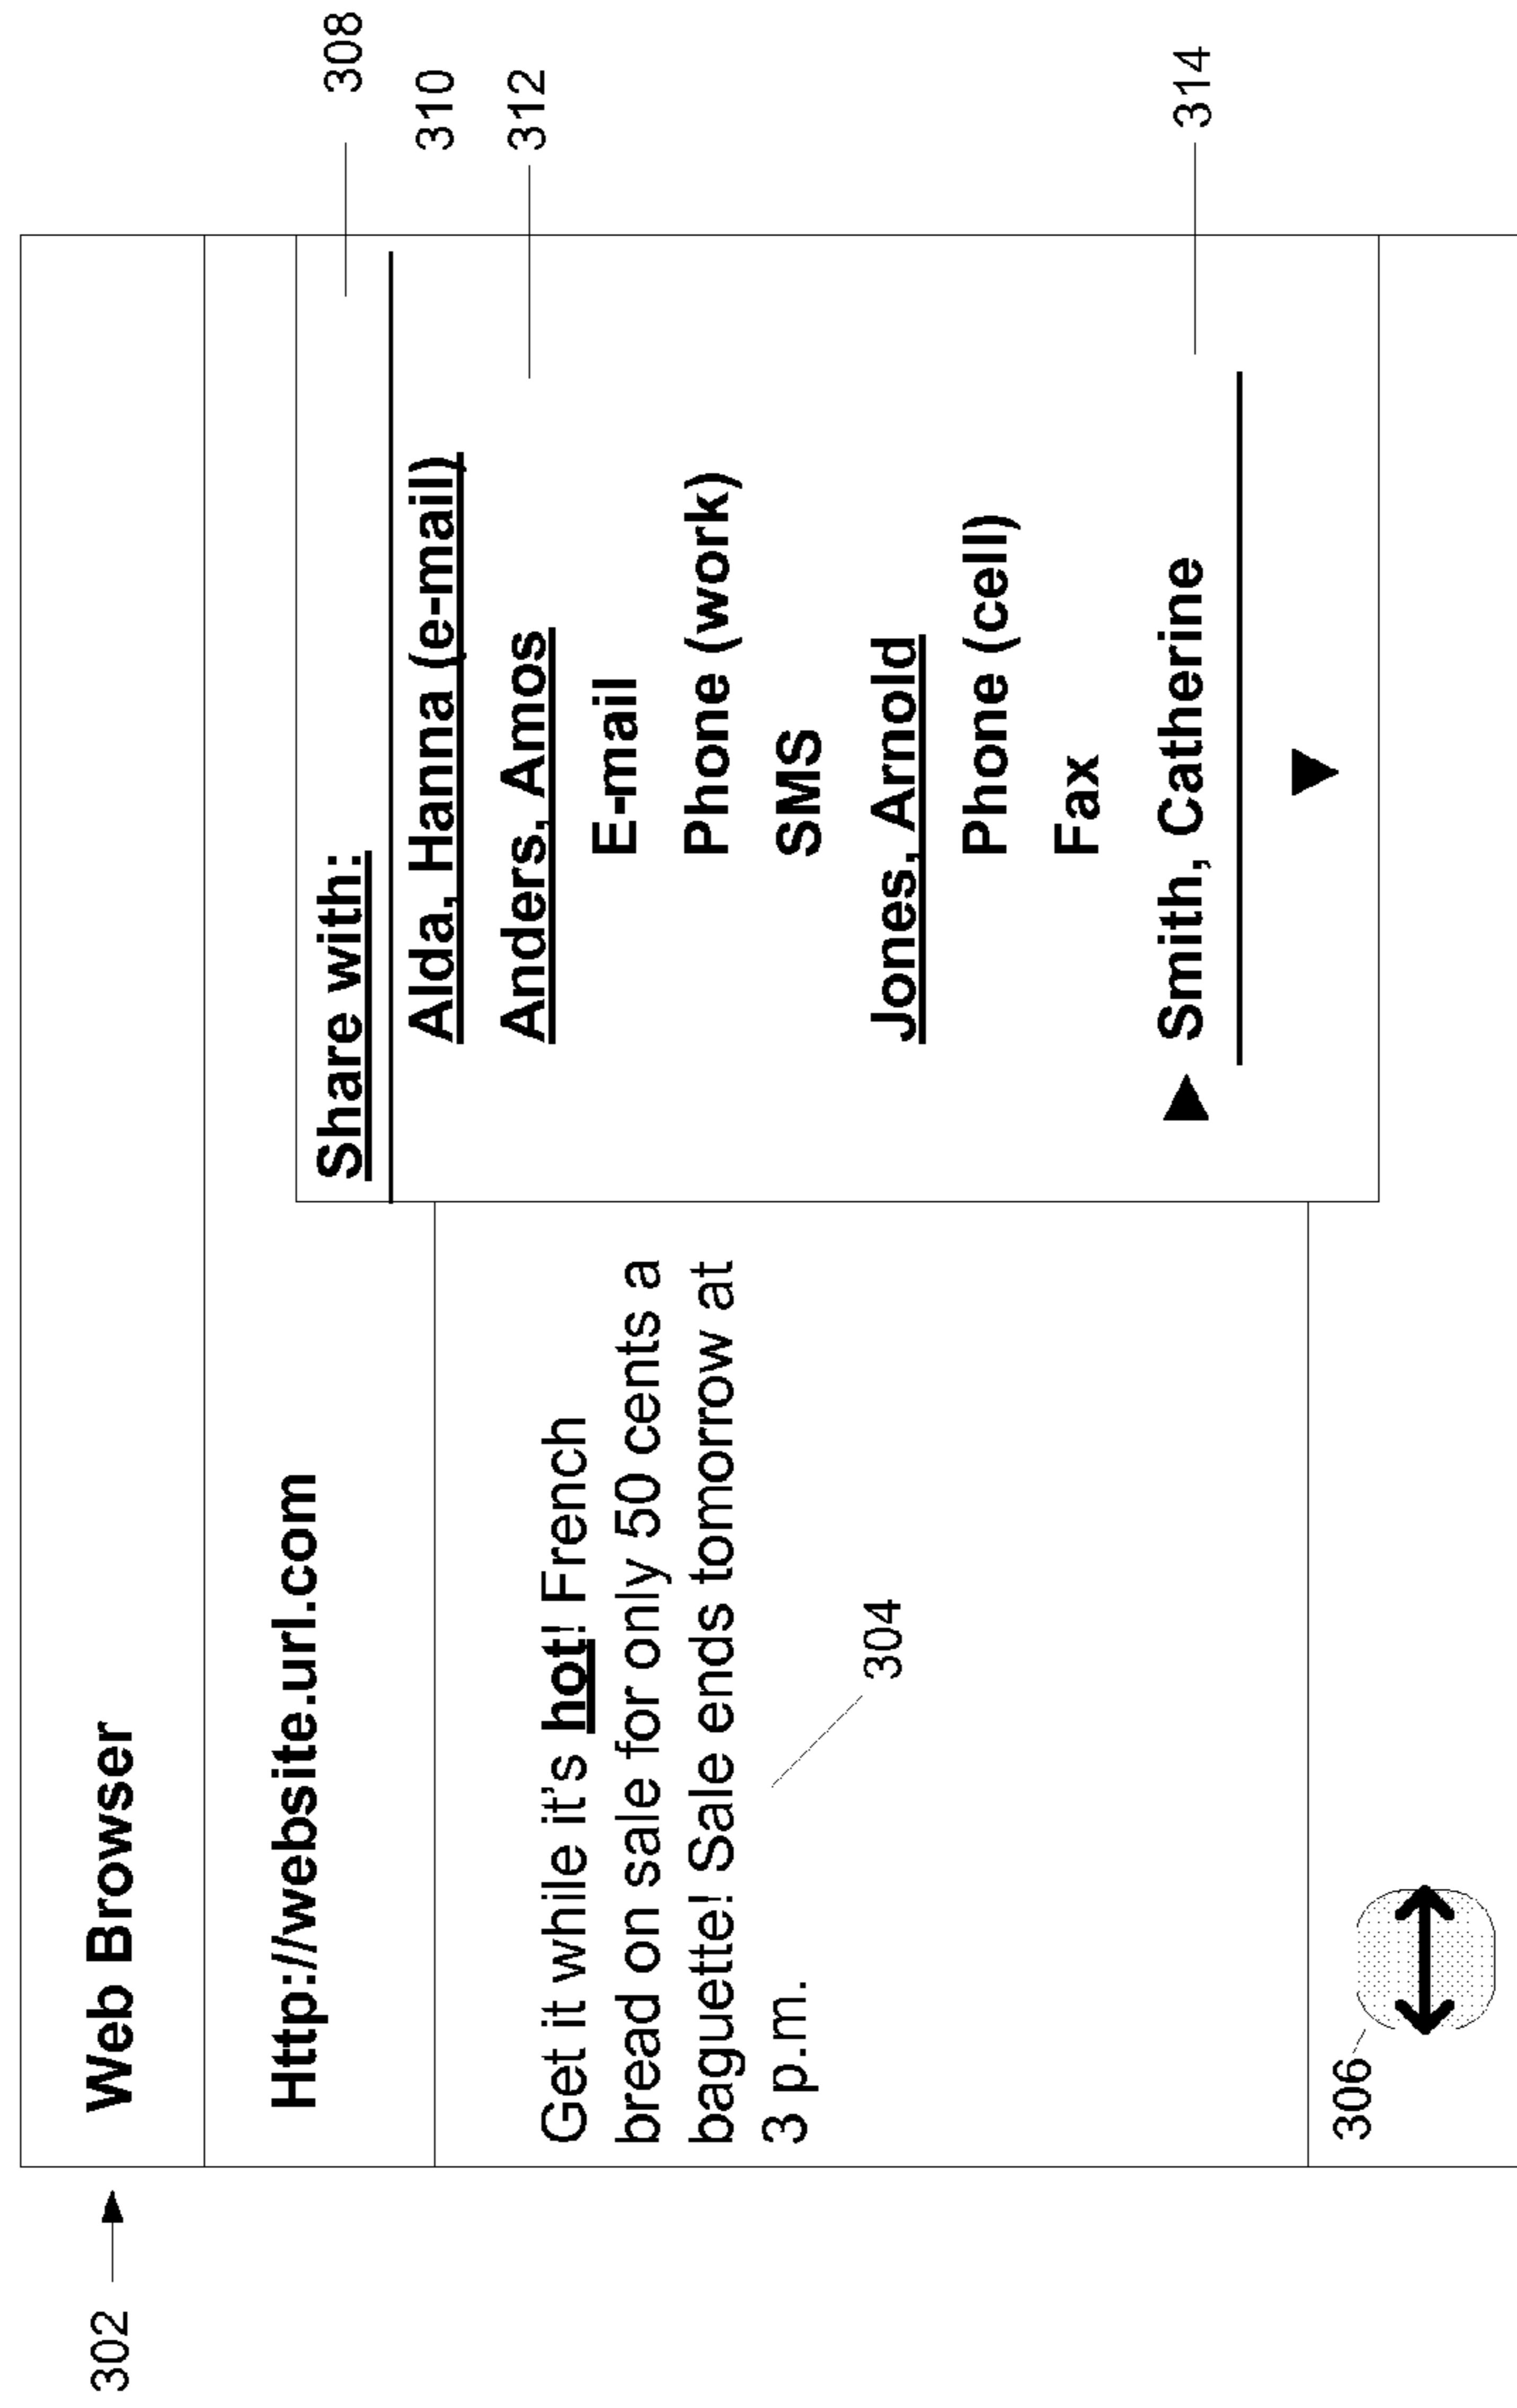 302
Web Browser
Http://website.url.com
Get it while it's hot! French
bread on sale for only 50 cents a
baguette! Sale ends tomorrow at
3 p.m.
304
306
Share with:
308
Alda, Hanna (e-mail)
310
Anders, Amos
312
E-mail
Phone (work)
SMS
Jones, Arnold
Phone (cell)
Fax
Smith, Catherine
314